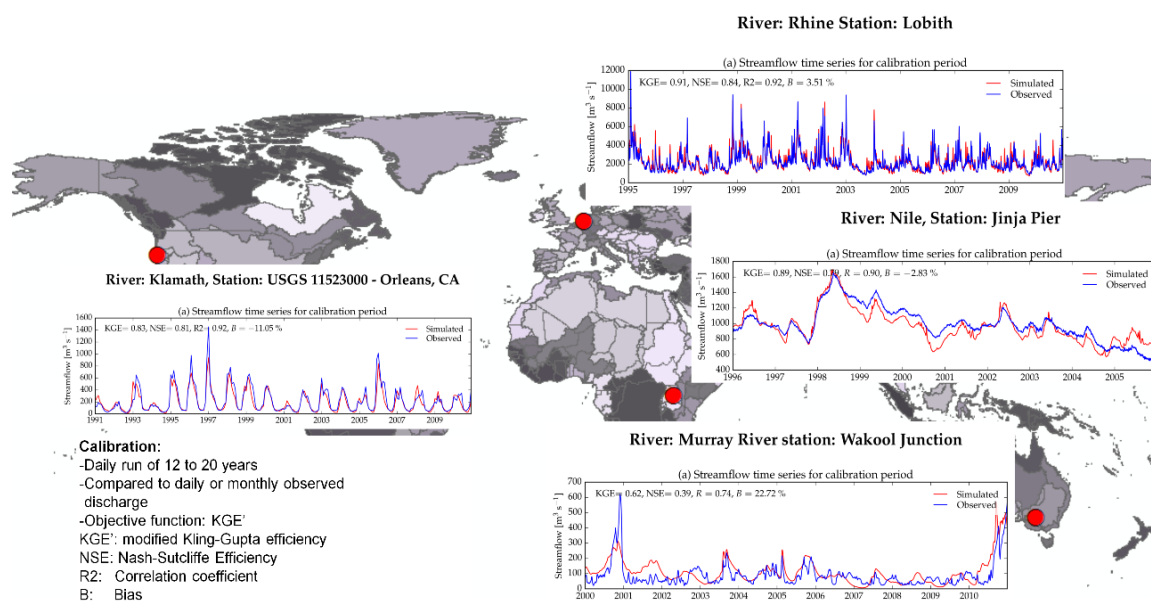 River: Rhine Station: Lobith
(a) Streamflow time series for calibration period
KGE= 0.91, NSE= 0.84, R2= 0.92, B = 3.51 %
Simulated
Observed
Streamflow [m³ s⁻¹]
12000
10000
8000
6000
4000
2000
0
1995 1997 1999 2001 2003 2005 2007 2009
River: Nile, Station: Jinja Pier
(a) Streamflow time series for calibration period
KGE= 0.89, NSE= R = 0.90, B = −2.83 %
Simulated
Observed
Streamflow [m³ s⁻¹]
1800
1600
1400
1200
1000
800
600
400
1996 1997 1998 1999 2000 2001 2002 2003 2004 2005
River: Klamath, Station: USGS 11523000 - Orleans, CA
(a) Streamflow time series for calibration period
KGE= 0.83, NSE= 0.81, R2= 0.92, B = −11.05 %
Simulated
Observed
Streamflow [m³ s⁻¹]
1600
1400
1200
1000
800
600
400
200
0
1991 1993 1995 1997 1999 2001 2003 2005 2007 2009
Calibration:
-Daily run of 12 to 20 years
-Compared to daily or monthly observed
discharge
-Objective function: KGE'
KGE': modified Kling-Gupta efficiency
NSE: Nash-Sutcliffe Efficiency
R2: Correlation coefficient
B: Bias
River: Murray River station: Wakool Junction
(a) Streamflow time series for calibration period
KGE= 0.62, NSE= 0.39, R = 0.74, B = 22.72 %
Simulated
Observed
Streamflow [m³ s⁻¹]
700
600
500
400
300
200
100
0
2000 2001 2002 2003 2004 2005 2006 2007 2008 2009 2010